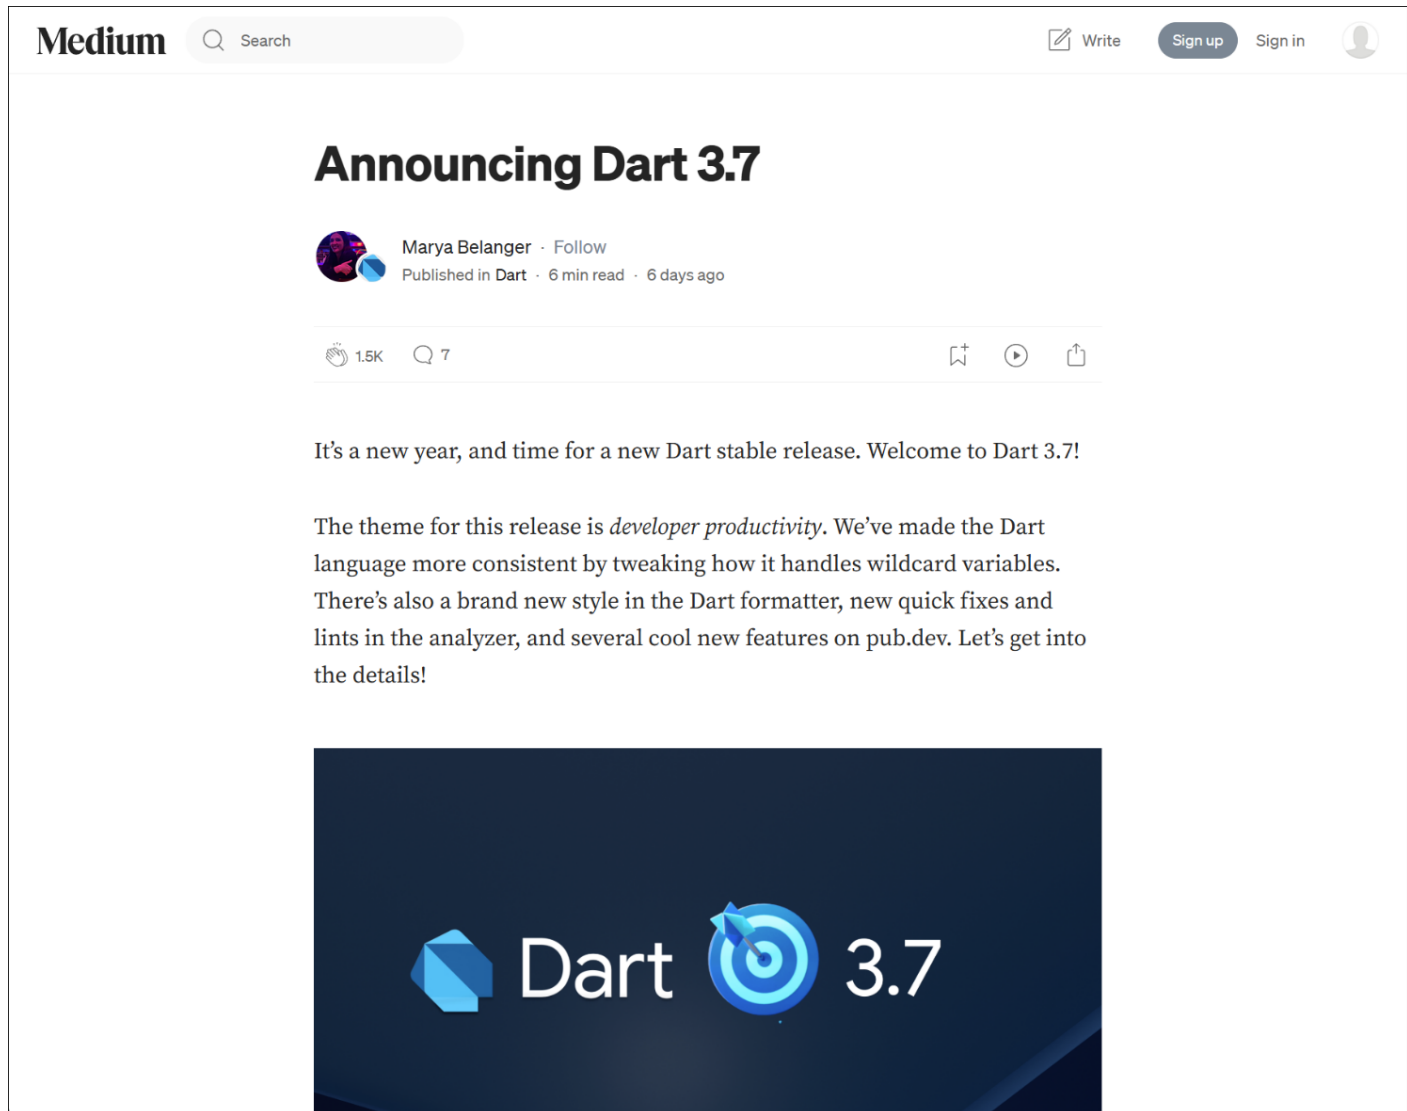 Medium
Search
Write
Sign up
Sign in
Announcing Dart 3.7
Marya Belanger · Follow
Published in Dart · 6 min read · 6 days ago
1.5K
7
It’s a new year, and time for a new Dart stable release. Welcome to Dart 3.7!
The theme for this release is developer productivity. We’ve made the Dart
language more consistent by tweaking how it handles wildcard variables.
There’s also a brand new style in the Dart formatter, new quick fixes and
lints in the analyzer, and several cool new features on pub.dev. Let’s get into
the details!
Dart 3.7